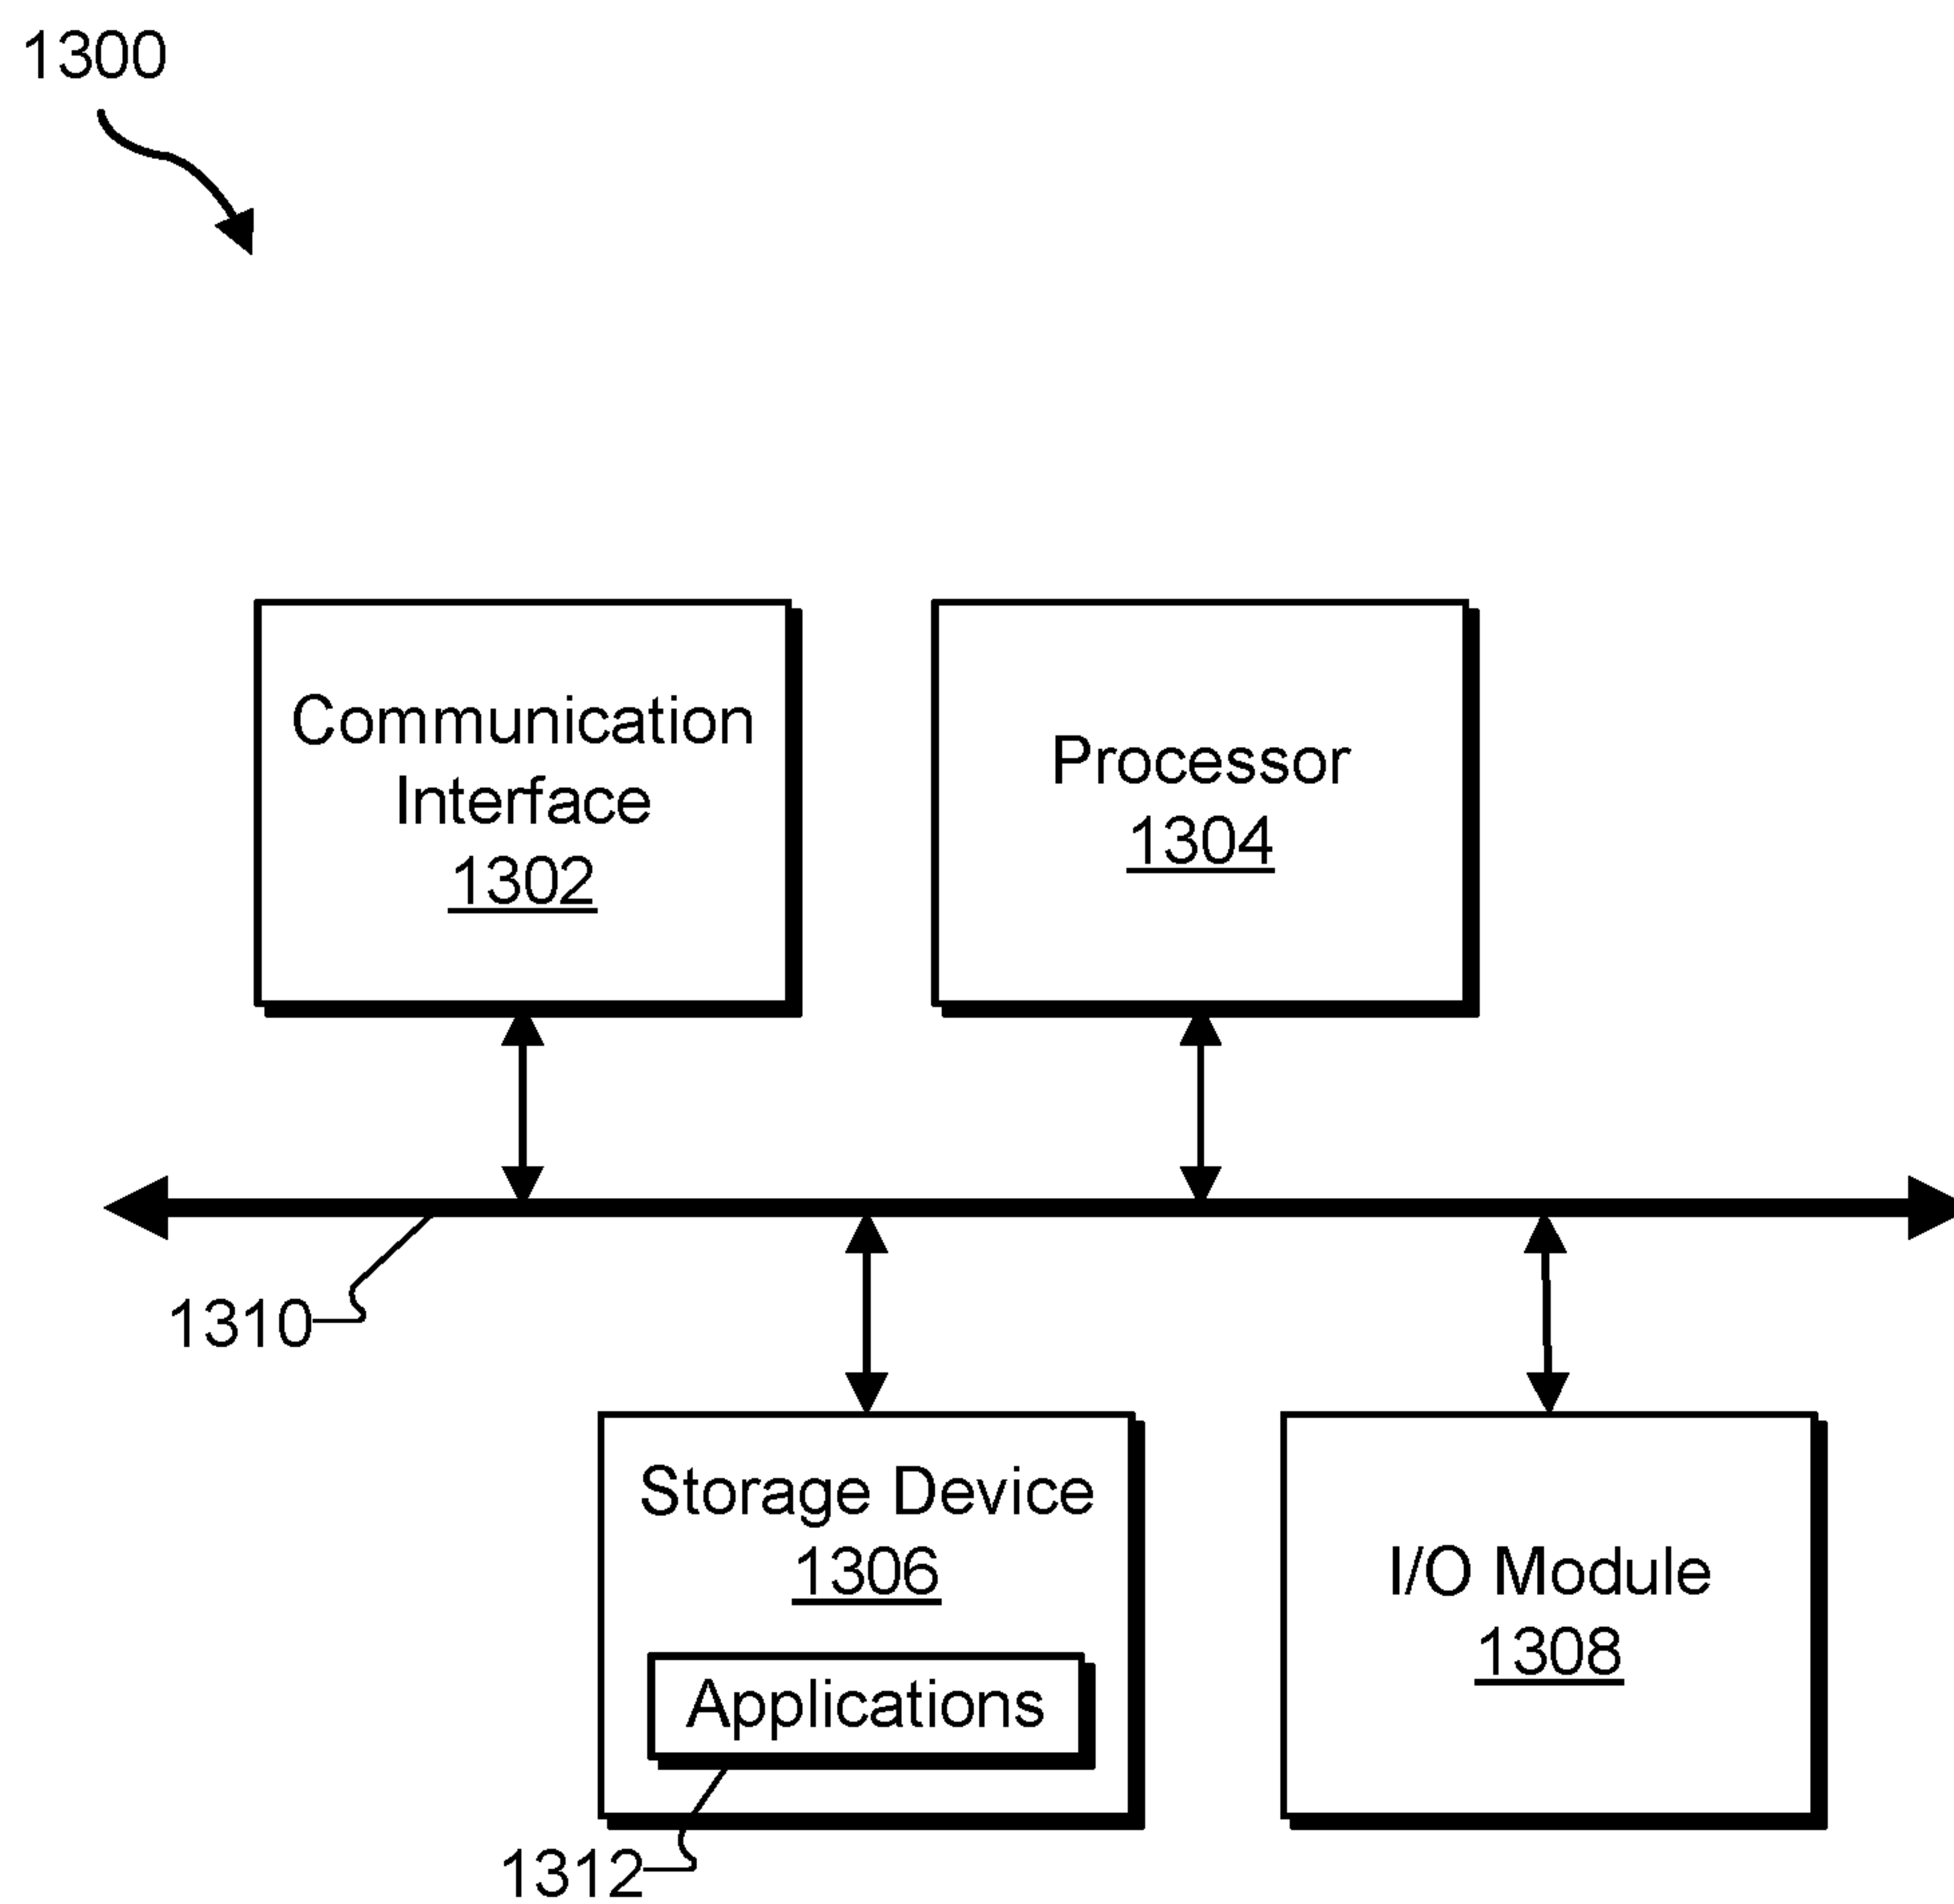 1300
Communication
Interface
1302
Processor
1304
1310
Storage Device
1306
Applications
1312
I/O Module
1308